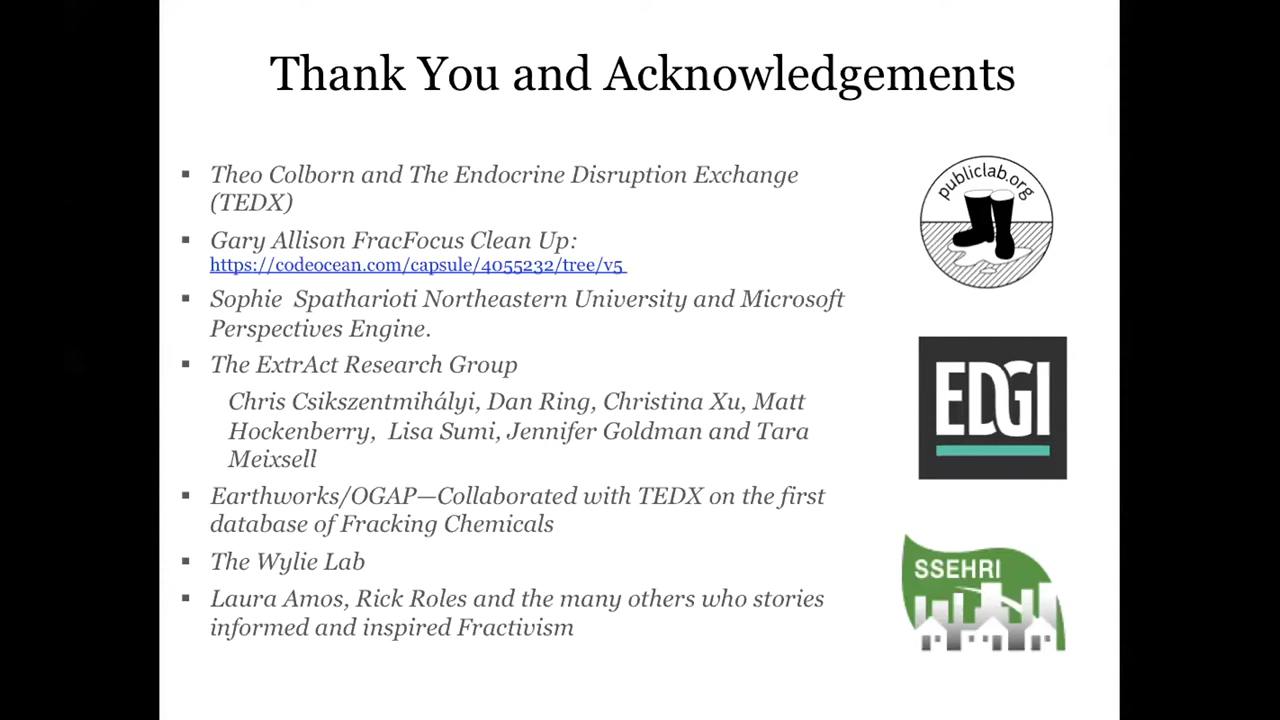 Thank You and Acknowledgements
▪ Theo Colborn and The Endocrine Disruption Exchange
(TEDX)
▪ Gary Allison FracFocus Clean Up:
https://codeocean.com/capsule/4055232/tree/v5
▪ Sophie Spatharioti Northeastern University and Microsoft
Perspectives Engine.
▪ The ExtrAct Research Group
Chris Csikszentmihályi, Dan Ring, Christina Xu, Matt
Hockenberry, Lisa Sumi, Jennifer Goldman and Tara
Meixsell
▪ Earthworks/OGAP—Collaborated with TEDX on the first
database of Fracking Chemicals
▪ The Wylie Lab
▪ Laura Amos, Rick Roles and the many others who stories
informed and inspired Fractivism
publiclab.org
EDGI
SSEHRI